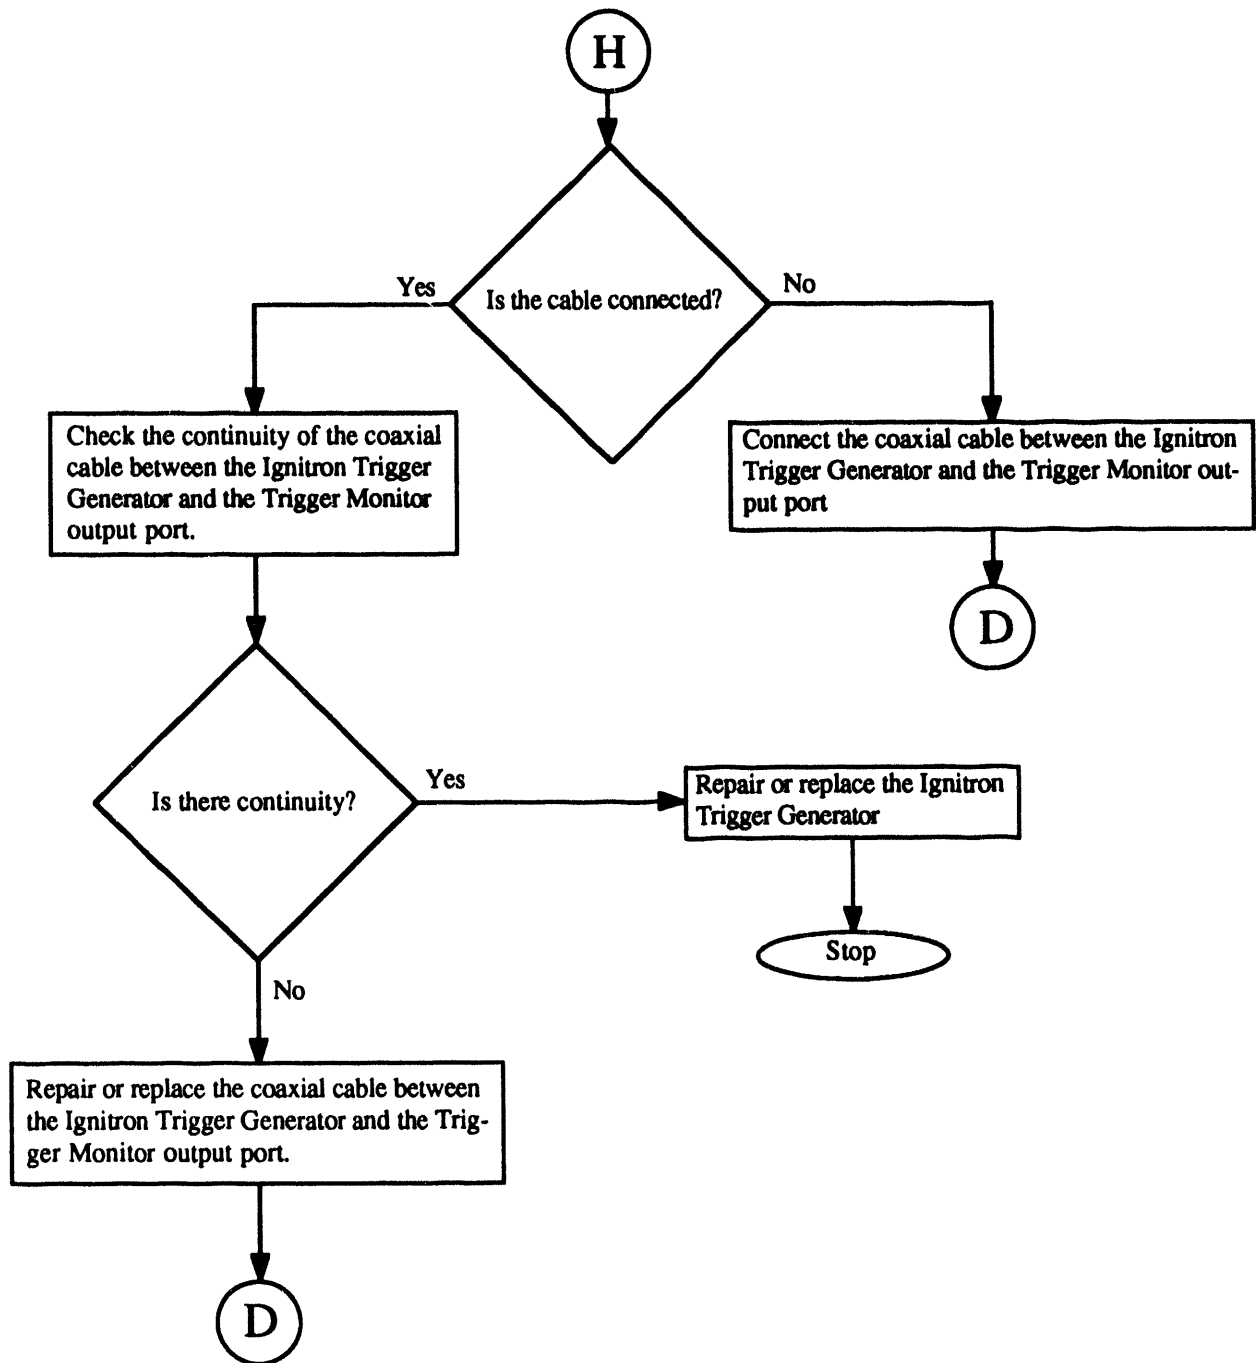 H
Is the cable connected?
Yes
No
Check the continuity of the coaxial
cable between the Ignitron Trigger
Generator and the Trigger Monitor
output port.
Connect the coaxial cable between the Ignitron
Trigger Generator and the Trigger Monitor out-
put port
D
Is there continuity?
Yes
Repair or replace the Ignitron
Trigger Generator
Stop
No
Repair or replace the coaxial cable between
the Ignitron Trigger Generator and the Trig-
ger Monitor output port.
D